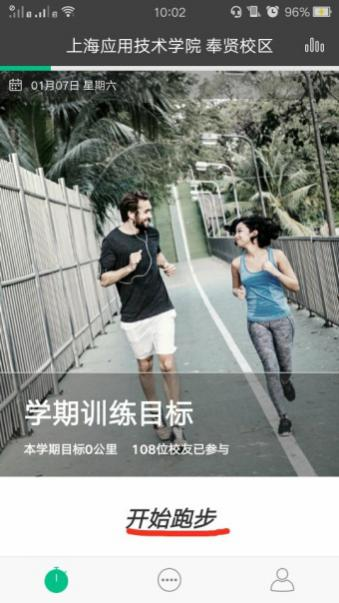 10:02
96%
上海应用技术学院 奉贤校区
01月07日 星期六
学期训练目标
本学期目标0公里 108位校友已参与
开始跑步